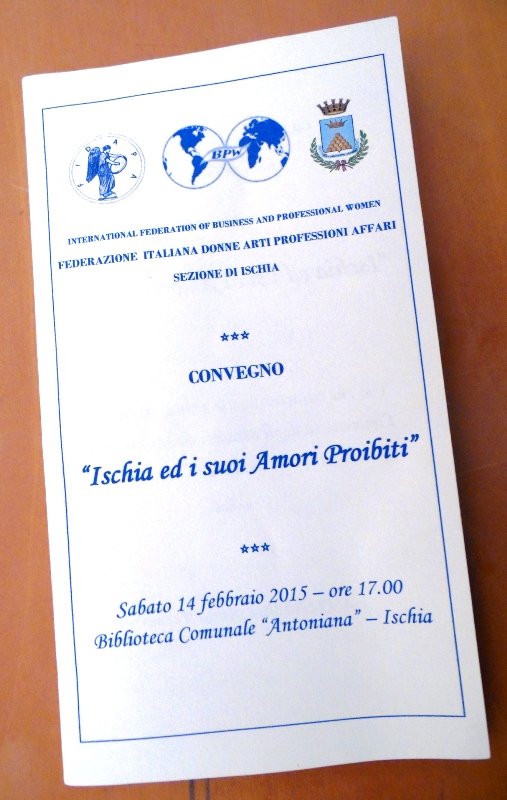 FIDAPA
BPW
INTERNATIONAL FEDERATION OF BUSINESS AND PROFESSIONAL WOMEN
FEDERAZIONE ITALIANA DONNE ARTI PROFESSIONI AFFARI
SEZIONE DI ISCHIA
☆☆☆
CONVEGNO
“Ischia ed i suoi Amori Proibiti”
☆☆☆
Sabato 14 febbraio 2015 – ore 17.00
Biblioteca Comunale “Antoniana” – Ischia